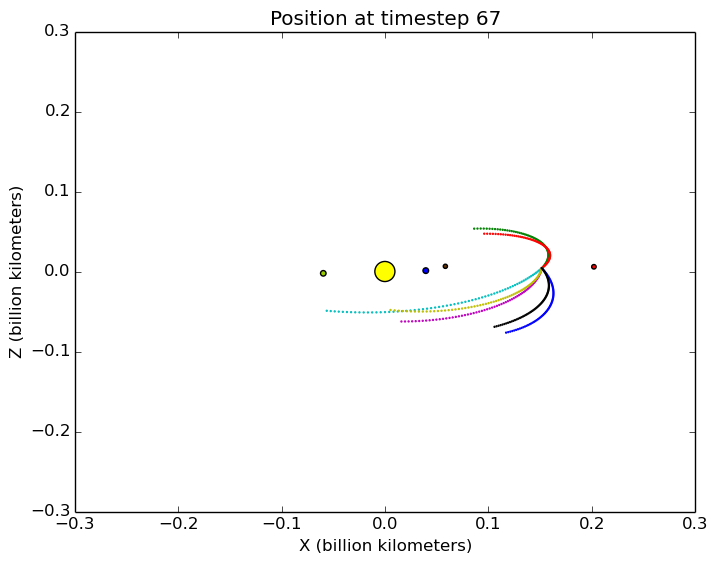 Position at timestep 67
Z (billion kilometers)
0.3
0.2
0.1
0.0
−0.1
−0.2
−0.3
−0.3 −0.2 −0.1 0.0 0.1 0.2 0.3
X (billion kilometers)